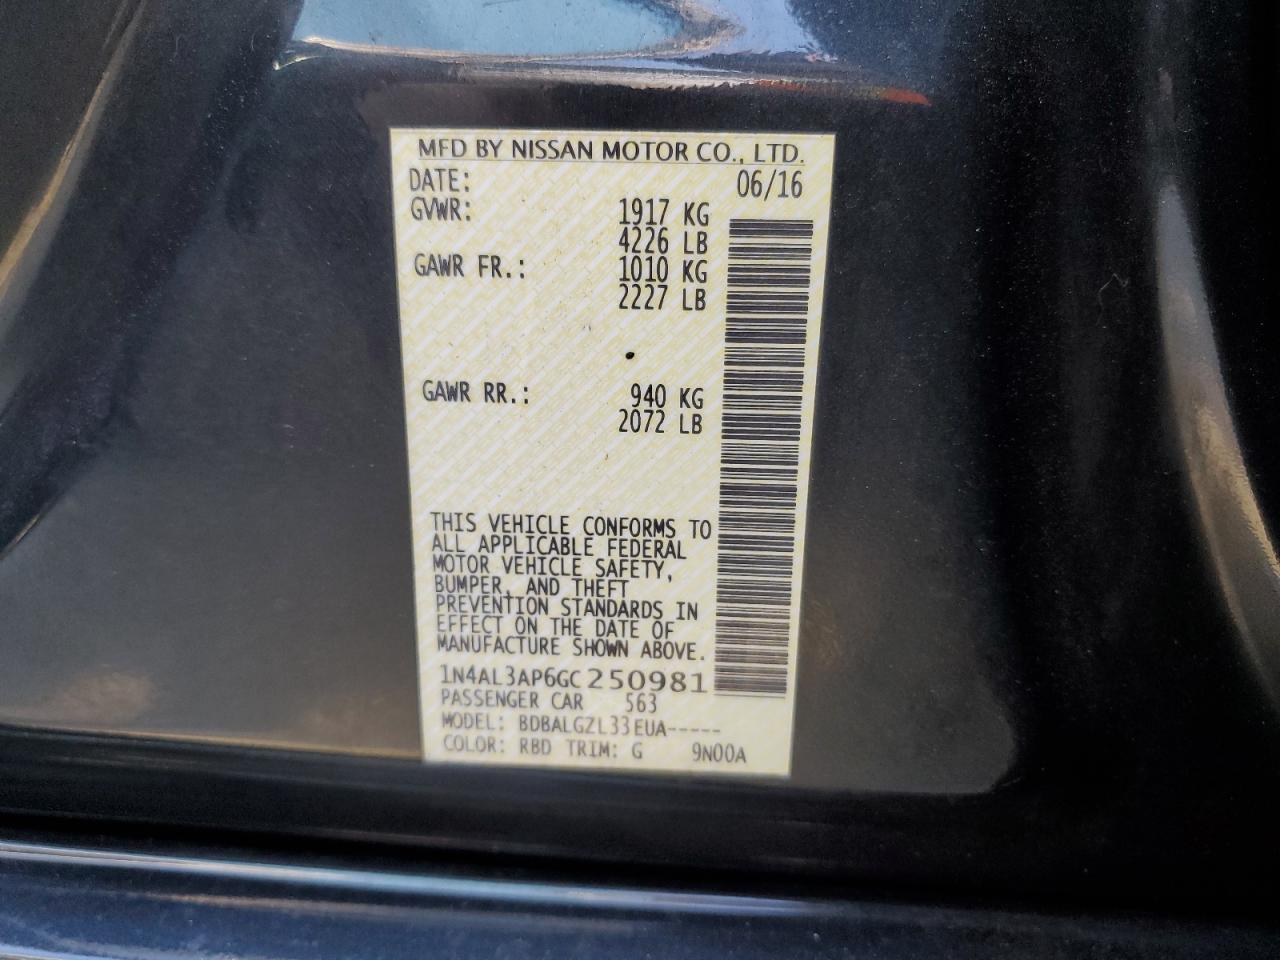 MFD BY NISSAN MOTOR CO., LTD.
DATE: 06/16
GVWR: 1917 KG
4226 LB
GAWR FR.: 1010 KG
2227 LB
GAWR RR.: 940 KG
2072 LB
THIS VEHICLE CONFORMS TO
ALL APPLICABLE FEDERAL
MOTOR VEHICLE SAFETY,
BUMPER, AND THEFT
PREVENTION STANDARDS IN
EFFECT ON THE DATE OF
MANUFACTURE SHOWN ABOVE.
1N4AL3AP6GC250981
PASSENGER CAR 563
MODEL: BDBALGZL33EUA-----
COLOR: RBD TRIM: G 9N00A